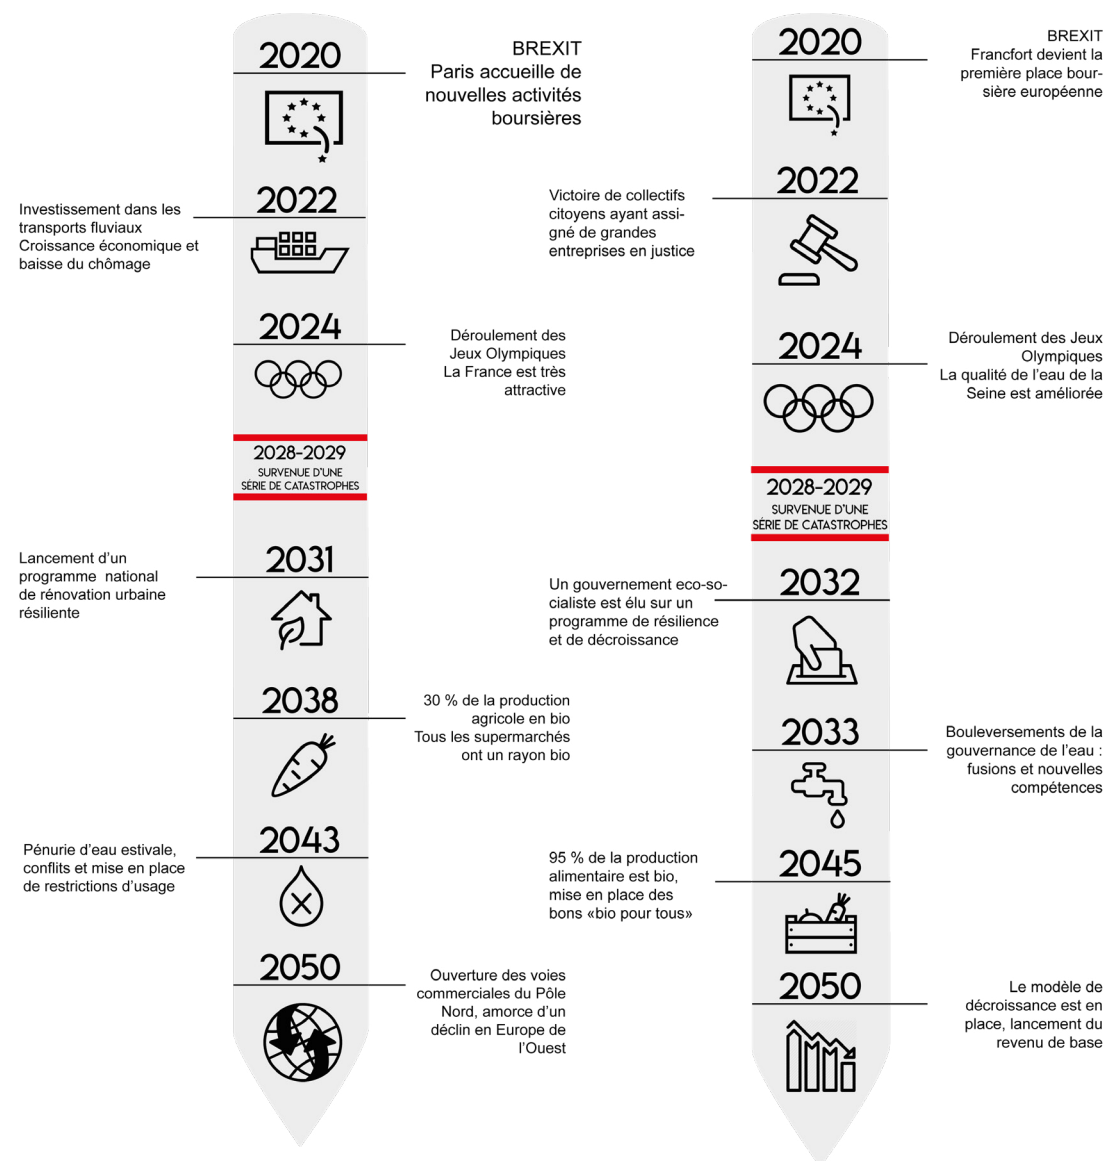 2020
BREXIT
Paris accueille de
nouvelles activités
boursières
2022
Investissement dans les
transports fluviaux
Croissance économique et
baisse du chômage
2024
Déroulement des
Jeux Olympiques
La France est très
attractive
2028-2029
SURVENUE D'UNE
SÉRIE DE CATASTROPHES
2031
Lancement d'un
programme national
de rénovation urbaine
résiliente
2038
30 % de la production
agricole en bio
Tous les supermarchés
ont un rayon bio
2043
Pénurie d'eau estivale,
conflits et mise en place
de restrictions d'usage
2050
Ouverture des voies
commerciales du Pôle
Nord, amorce d'un
déclin en Europe de
l'Ouest
2020
BREXIT
Francfort devient la
première place bour-
sière européenne
2022
Victoire de collectifs
citoyens ayant assi-
gné de grandes
entreprises en justice
2024
Déroulement des Jeux
Olympiques
La qualité de l'eau de la
Seine est améliorée
2028-2029
SURVENUE D'UNE
SÉRIE DE CATASTROPHES
2032
Un gouvernement eco-so-
cialiste est élu sur un
programme de résilience
et de décroissance
2033
Bouleversements de la
gouvernance de l'eau :
fusions et nouvelles
compétences
2045
95 % de la production
alimentaire est bio,
mise en place des
bons «bio pour tous»
2050
Le modèle de
décroissance est en
place, lancement du
revenu de base